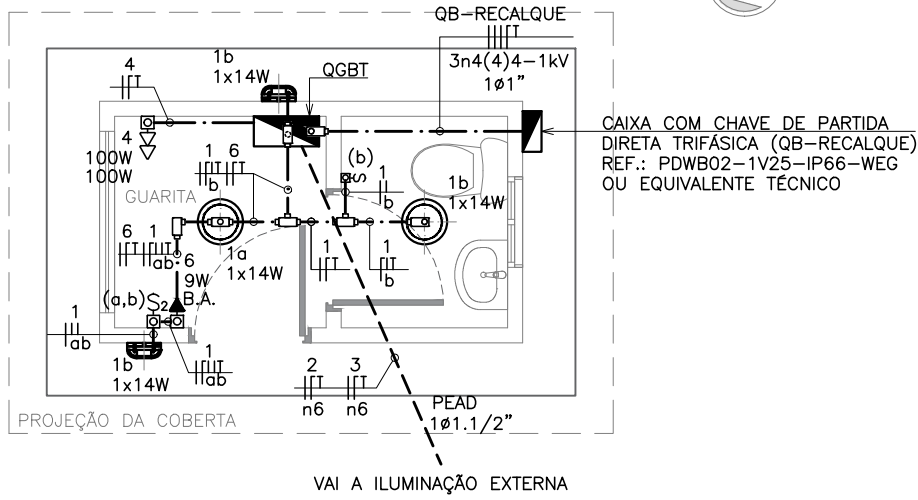 QB-RECALQUE
3n4(4)4-1kV
1ø1"
4
1b
1x14W
QGBT
CAIXA COM CHAVE DE PARTIDA
DIRETA TRIFÁSICA (QB-RECALQUE)
REF.: PDWB02-1V25-IP66-WEG
OU EQUIVALENTE TÉCNICO
4
100W
100W
1 6
b
(b)
S
1
b
1b
1x14W
GUARITA
6 1
ab
6
9W
B.A.
1a
1x14W
1
1
b
(a,b)
S2
1
ab
1b
1x14W
1
ab
2 3
n6 n6
PEAD
1ø1.1/2"
PROJEÇÃO DA COBERTA
VAI A ILUMINAÇÃO EXTERNA